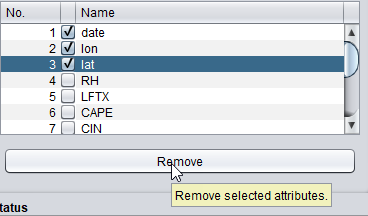 No. Name
1 date
2 lon
3 lat
4 RH
5 LFTX
6 CAPE
7 CIN
Remove
Remove selected attributes.
tatus